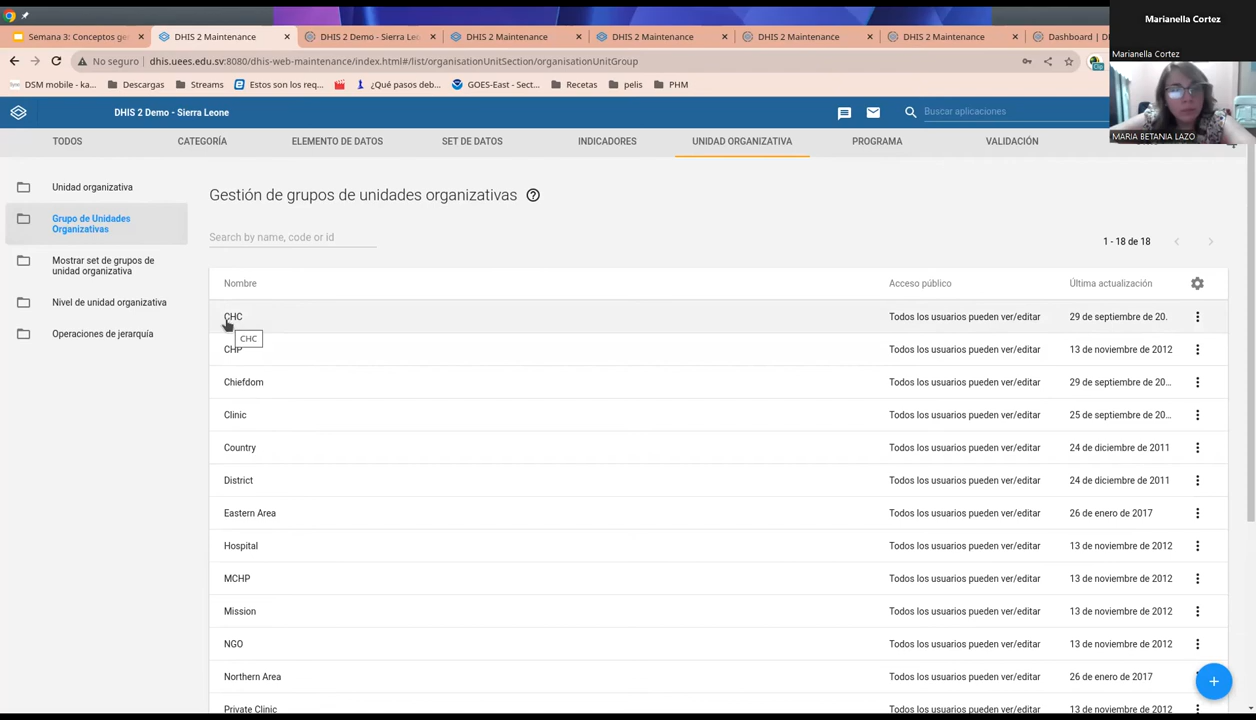 Marianella Cortez
Marianella Cortez
MARIA BETANIA LAZO
Semana 3: Conceptos ge
DHIS 2 Maintenance
DHIS 2 Demo - Sierra Leo
DHIS 2 Maintenance
DHIS 2 Maintenance
DHIS 2 Maintenance
DHIS 2 Maintenance
Dashboard | D
No seguro | dhis.uees.edu.sv:8080/dhis-web-maintenance/index.html#/list/organisationUnitSection/organisationUnitGroup
DSM mobile - ka...
Descargas
Streams
Estos son los req...
¿Qué pasos deb...
GOES-East - Sect...
Recetas
pelis
PHM
DHIS 2 Demo - Sierra Leone
Buscar aplicaciones
TODOS
CATEGORÍA
ELEMENTO DE DATOS
SET DE DATOS
INDICADORES
UNIDAD ORGANIZATIVA
PROGRAMA
VALIDACIÓN
Unidad organizativa
Grupo de Unidades
Organizativas
Mostrar set de grupos de
unidad organizativa
Nivel de unidad organizativa
Operaciones de jerarquía
Gestión de grupos de unidades organizativas
Search by name, code or id
1 - 18 de 18
Nombre Acceso público Última actualización
CHC Todos los usuarios pueden ver/editar 29 de septiembre de 20.
CHC
CHP Todos los usuarios pueden ver/editar 13 de noviembre de 2012
Chiefdom Todos los usuarios pueden ver/editar 29 de septiembre de 20...
Clinic Todos los usuarios pueden ver/editar 25 de septiembre de 20...
Country Todos los usuarios pueden ver/editar 24 de diciembre de 2011
District Todos los usuarios pueden ver/editar 24 de diciembre de 2011
Eastern Area Todos los usuarios pueden ver/editar 26 de enero de 2017
Hospital Todos los usuarios pueden ver/editar 13 de noviembre de 2012
MCHP Todos los usuarios pueden ver/editar 13 de noviembre de 2012
Mission Todos los usuarios pueden ver/editar 13 de noviembre de 2012
NGO Todos los usuarios pueden ver/editar 13 de noviembre de 2012
Northern Area Todos los usuarios pueden ver/editar 26 de enero de 2017
Private Clinic Todos los usuarios pueden ver/editar 13 de noviembre de 2012